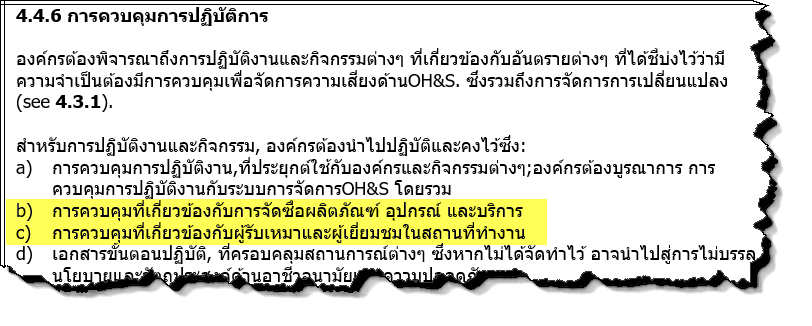 4.4.6 การควบคุมการปฏิบัติการ
องค์กรต้องพิจารณาถึงการปฏิบัติงานและกิจกรรมต่างๆ ที่เกี่ยวข้องกับอันตรายต่างๆ ที่ได้ชี้บ่งไว้ว่ามี
ความจำเป็นต้องมีการควบคุมเพื่อจัดการความเสี่ยงด้านOH&S. ซึ่งรวมถึงการจัดการการเปลี่ยนแปลง
(see 4.3.1).
สำหรับการปฏิบัติงานและกิจกรรม, องค์กรต้องนำไปปฏิบัติและคงไว้ซึ่ง:
a) การควบคุมการปฏิบัติงาน,ที่ประยุกต์ใช้กับองค์กรและกิจกรรมต่างๆ;องค์กรต้องบูรณาการ การ
ควบคุมการปฏิบัติงานกับระบบการจัดการOH&S โดยรวม
b) การควบคุมที่เกี่ยวข้องกับการจัดซื้อผลิตภัณฑ์ อุปกรณ์ และบริการ
c) การควบคุมที่เกี่ยวข้องกับผู้รับเหมาและผู้เยี่ยมชมในสถานที่ทำงาน
d) เอกสารขั้นตอนปฏิบัติ, ที่ครอบคลุมสถานการณ์ต่างๆ ซึ่งหากไม่ได้จัดทำไว้ อาจนำไปสู่การไม่บรรลุ
นโยบายและวัตถุประสงค์ด้านอาชีวอนามัย